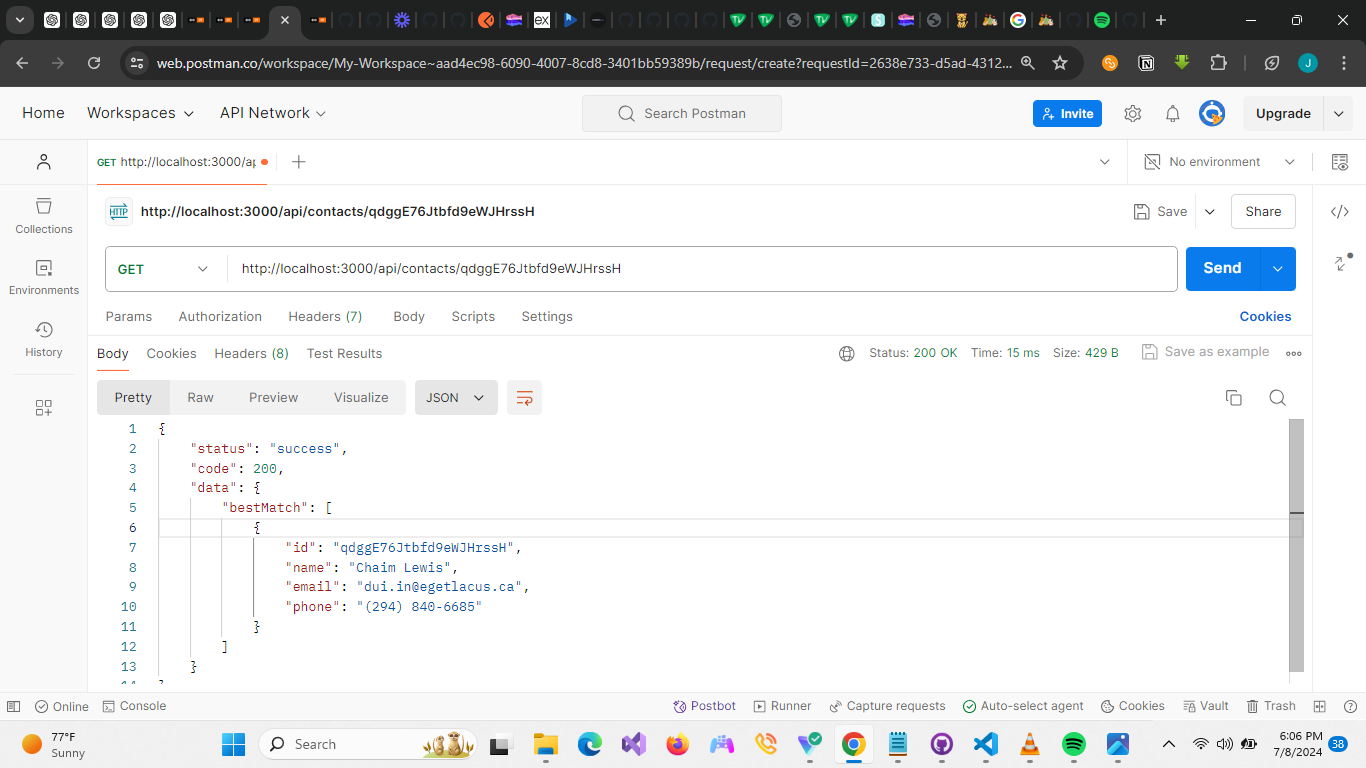 web.postman.co/workspace/My-Workspace~aad4ec98-6090-4007-8cd8-3401bb59389b/request/create?requestId=2638e733-d5ad-4312...
Home Workspaces API Network Search Postman Invite Upgrade
GET http://localhost:3000/ap No environment
HTTP http://localhost:3000/api/contacts/qdggE76Jtbfd9eWJHrssH Save Share
Collections
GET http://localhost:3000/api/contacts/qdggE76Jtbfd9eWJHrssH Send
Environments
Params Authorization Headers (7) Body Scripts Settings Cookies
History
Body Cookies Headers (8) Test Results Status: 200 OK Time: 15 ms Size: 429 B Save as example
Pretty Raw Preview Visualize JSON
1 {
2 "status": "success",
3 "code": 200,
4 "data": {
5 "bestMatch": [
6 {
7 "id": "qdggE76Jtbfd9eWJHrssH",
8 "name": "Chaim Lewis",
9 "email": "dui.in@egetlacus.ca",
10 "phone": "(294) 840-6685"
11 }
12 ]
13 }
14 }
Online Console Postbot Runner Capture requests Auto-select agent Cookies Vault Trash
77°F
Sunny
Search
6:06 PM
7/8/2024
38